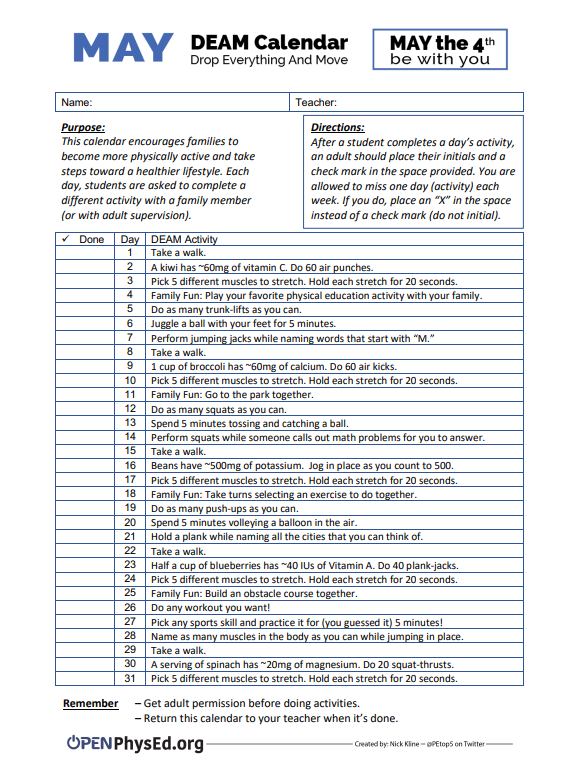 MAY
DEAM Calendar
Drop Everything And Move
MAY the 4th
be with you
Name:
Teacher:
Purpose:
This calendar encourages families to
become more physically active and take
steps toward a healthier lifestyle. Each
day, students are asked to complete a
different activity with a family member
(or with adult supervision).
Directions:
After a student completes a day's activity,
an adult should place their initials and a
check mark in the space provided. You are
allowed to miss one day (activity) each
week. If you do, place an "X" in the space
instead of a check mark (do not initial).
✓ Done Day DEAM Activity
1 Take a walk.
2 A kiwi has ~60mg of vitamin C. Do 60 air punches.
3 Pick 5 different muscles to stretch. Hold each stretch for 20 seconds.
4 Family Fun: Play your favorite physical education activity with your family.
5 Do as many trunk-lifts as you can.
6 Juggle a ball with your feet for 5 minutes.
7 Perform jumping jacks while naming words that start with "M."
8 Take a walk.
9 1 cup of broccoli has ~60mg of calcium. Do 60 air kicks.
10 Pick 5 different muscles to stretch. Hold each stretch for 20 seconds.
11 Family Fun: Go to the park together.
12 Do as many squats as you can.
13 Spend 5 minutes tossing and catching a ball.
14 Perform squats while someone calls out math problems for you to answer.
15 Take a walk.
16 Beans have ~500mg of potassium. Jog in place as you count to 500.
17 Pick 5 different muscles to stretch. Hold each stretch for 20 seconds.
18 Family Fun: Take turns selecting an exercise to do together.
19 Do as many push-ups as you can.
20 Spend 5 minutes volleying a balloon in the air.
21 Hold a plank while naming all the cities that you can think of.
22 Take a walk.
23 Half a cup of blueberries has ~40 IUs of Vitamin A. Do 40 plank-jacks.
24 Pick 5 different muscles to stretch. Hold each stretch for 20 seconds.
25 Family Fun: Build an obstacle course together.
26 Do any workout you want!
27 Pick any sports skill and practice it for (you guessed it) 5 minutes!
28 Name as many muscles in the body as you can while jumping in place.
29 Take a walk.
30 A serving of spinach has ~20mg of magnesium. Do 20 squat-thrusts.
31 Pick 5 different muscles to stretch. Hold each stretch for 20 seconds.
Remember – Get adult permission before doing activities.
– Return this calendar to your teacher when it's done.
OPENPhysEd.org
Created by: Nick Kline – @PEtop5 on Twitter